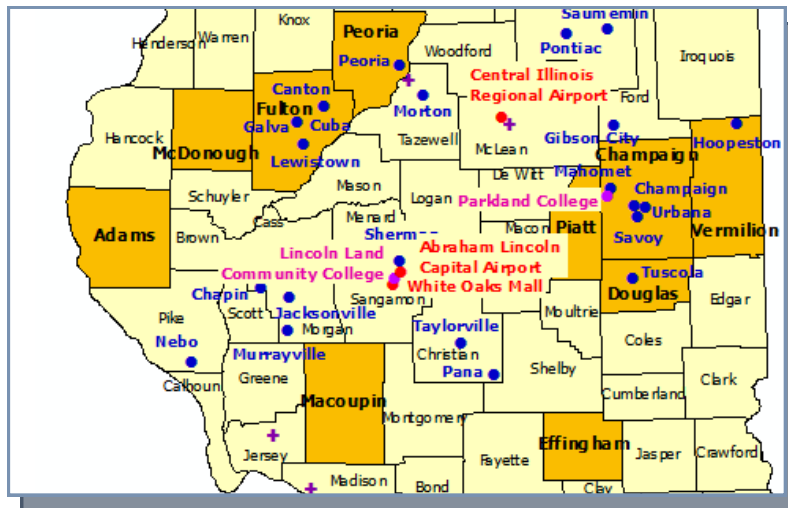 Saunemin
Knox
Peoria
Henderson
Warren
Woodford
Pontiac
Iroquois
Peoria
Central Illinois
Regional Airport
Canton
Ford
Fulton
Morton
Galva
Cuba
Hancock
Tazewell
McLean
Gibson City
Hoopeston
McDonough
Lewistown
Champaign
De Witt
Mahomet
Schuyler
Mason
Logan
Parkland College
Champaign
Cass
Menard
Urbana
Adams
Brown
Sherman
Macon
Piatt
Savoy
Vermilion
Lincoln Land
Community College
Abraham Lincoln
Capital Airport
White Oaks Mall
Tuscola
Chapin
Sangamon
Douglas
Edgar
Pike
Scott
Jacksonville
Morgan
Moultrie
Taylorville
Nebo
Murrayville
Christian
Coles
Pana
Shelby
Calhoun
Greene
Clark
Macoupin
Cumberland
Montgomery
Effingham
Jersey
Fayette
Jasper
Crawford
Madison
Bond
Clay